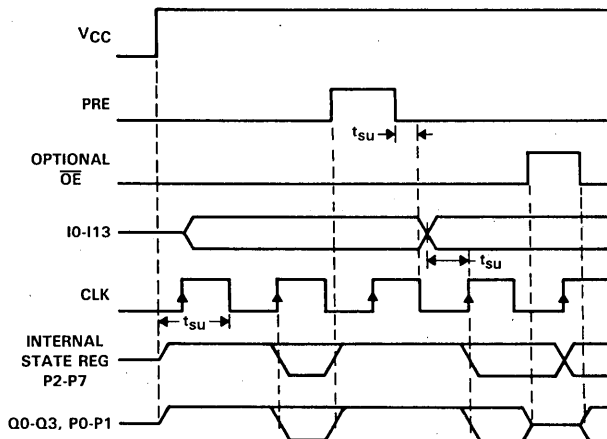 VCC
PRE
tsu
OPTIONAL
OE
I0-I13
tsu
CLK
tsu
INTERNAL
STATE REG
P2-P7
Q0-Q3, P0-P1